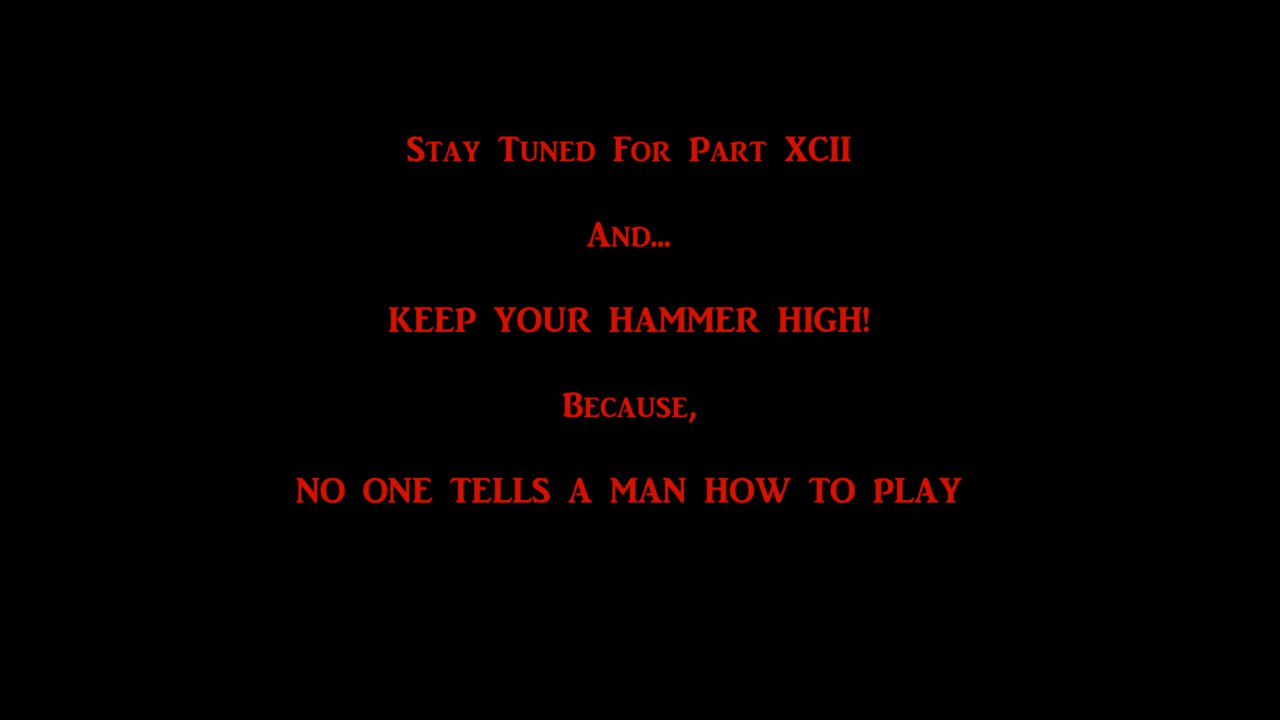 Stay Tuned For Part XCII
And...
KEEP YOUR HAMMER HIGH!
Because,
NO ONE TELLS A MAN HOW TO PLAY